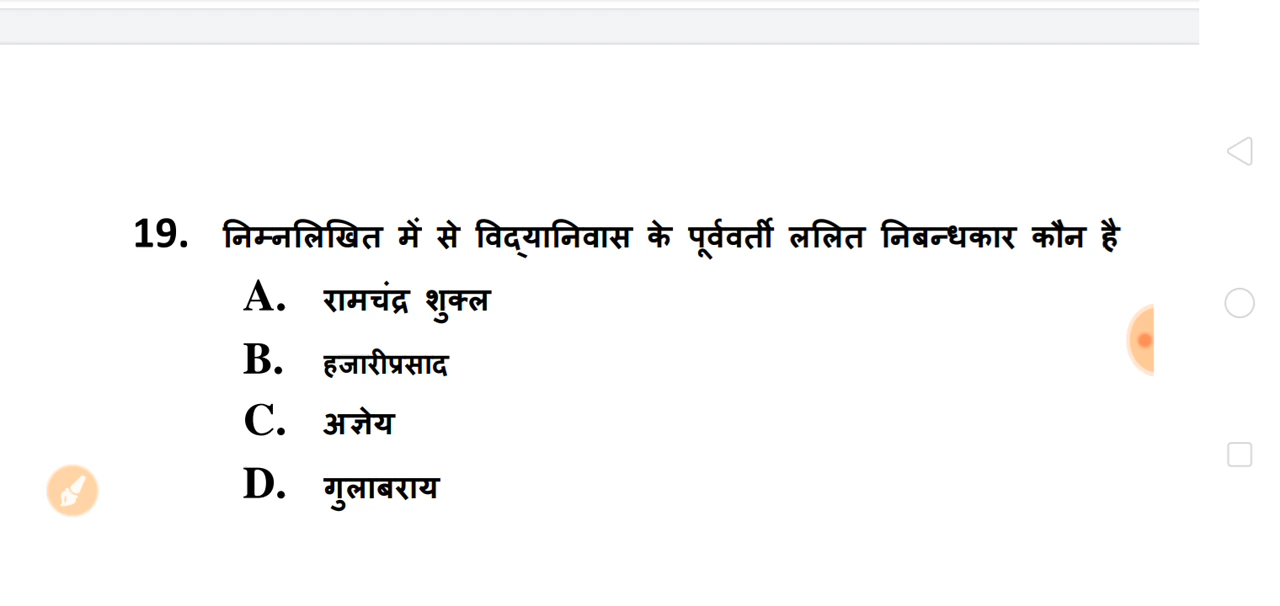 19. निम्नलिखित में से विद्‌यानिवास के पूर्ववर्ती ललित निबन्धकार कौन है
A. रामचंद्र शुक्ल
B. हजारीप्रसाद
C. अज्ञेय
D. गुलाबराय